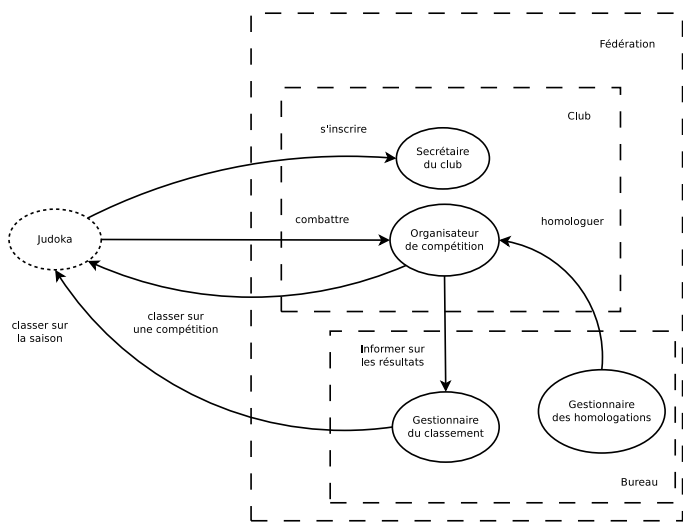 Fédération
Club
s'inscrire
Secrétaire
du club
combattre
homologuer
Judoka
Organisateur
de compétition
classer sur
la saison
classer sur
une compétition
Informer sur
les résultats
Gestionnaire
du classement
Gestionnaire
des homologations
Bureau